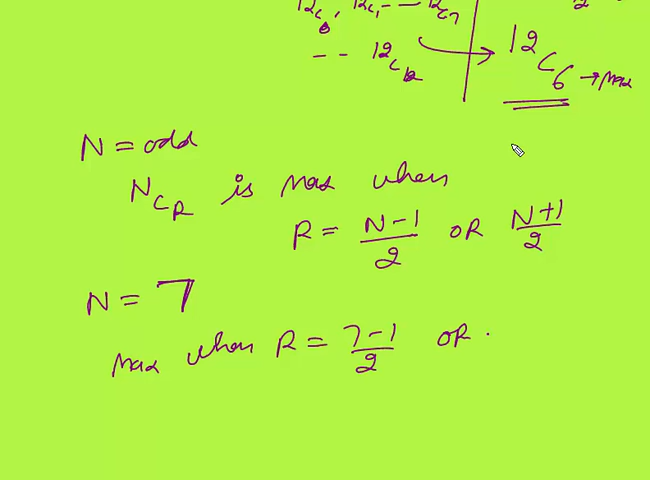 12C0, 12C1 -- 12C7
-- 12C12 → 12C6 → Max
N = odd
NCR is Max when
R = N-1/2 OR N+1/2
N = 7
Max when R = 7-1/2 OR .